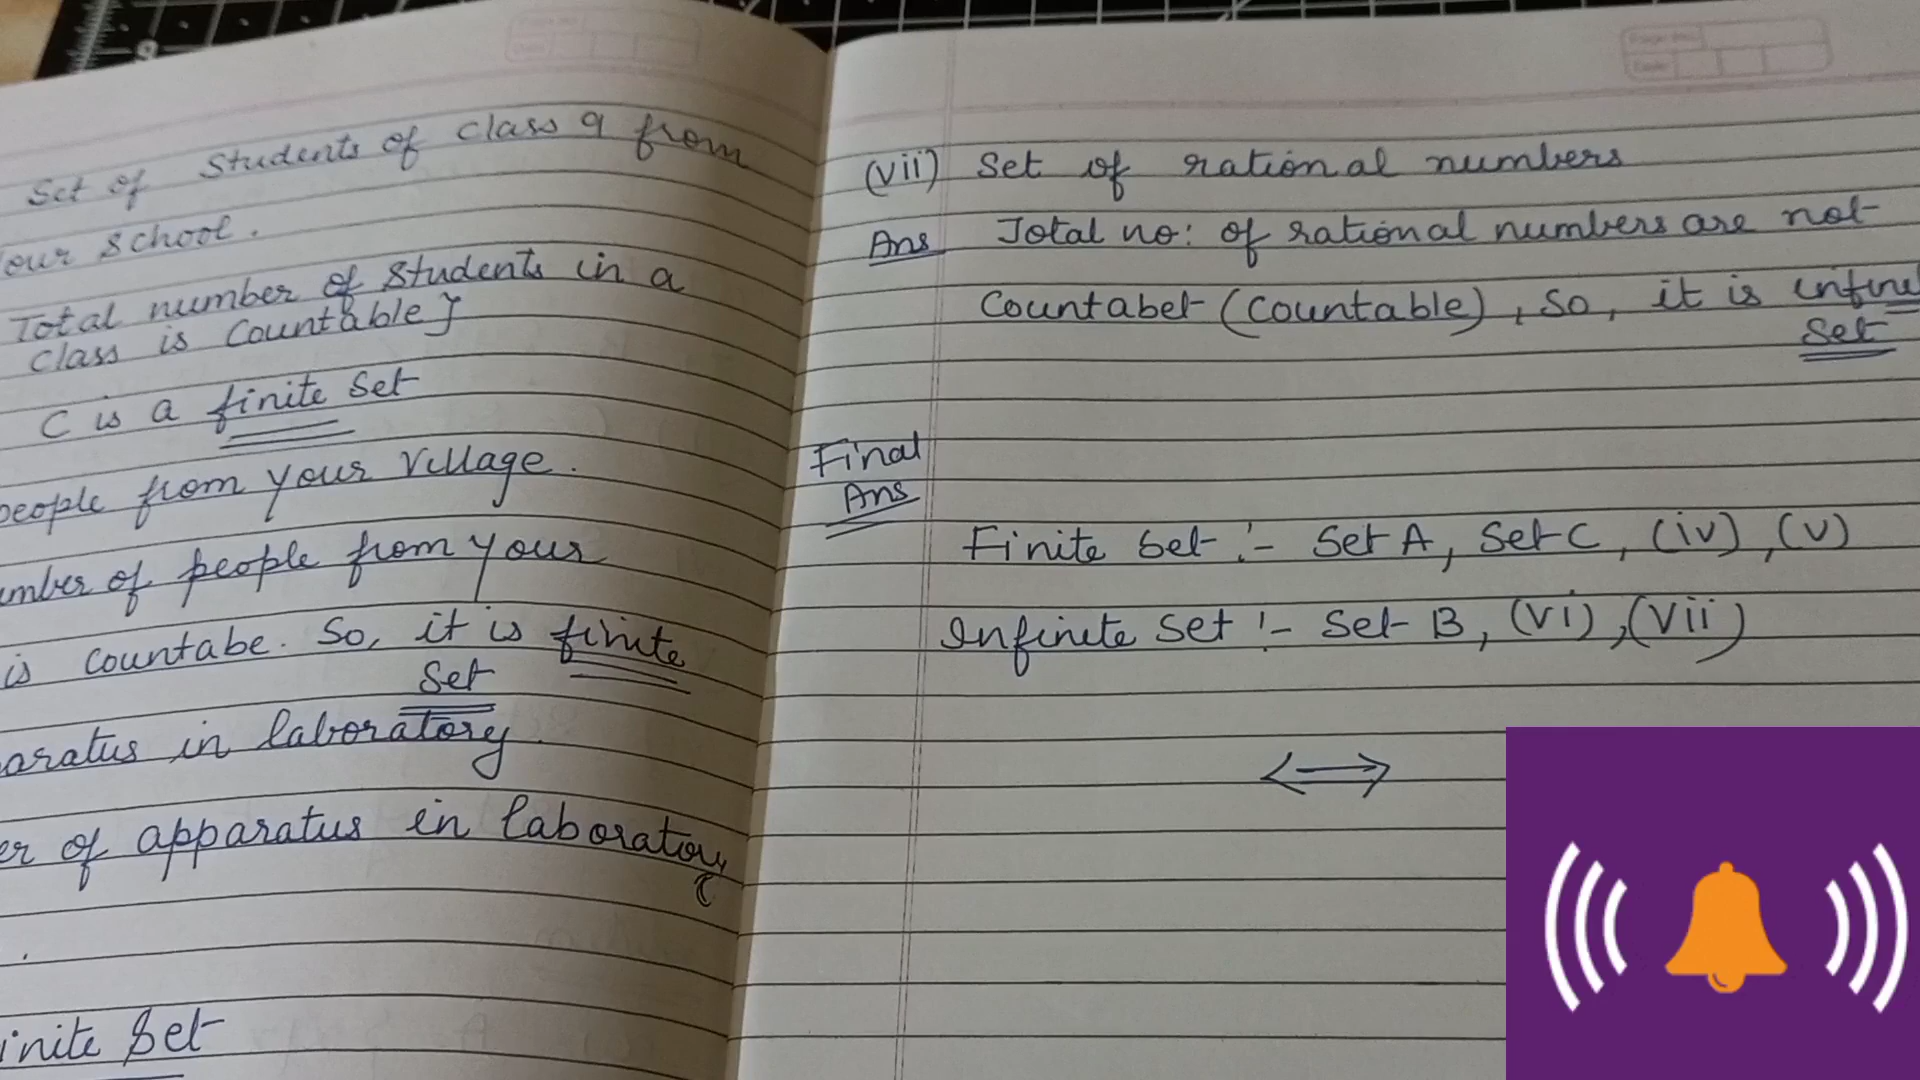 Set of Students of class 9 from
our school.
Total number of students in a
class is Countable}
C is a finite Set
people from your Village.
mber of people from your
is countabe. So, it is finite
Set
aratus in laboratory
er of apparatus in laboratory
inite Set
(vii) Set of rational numbers
Ans Total no: of rational numbers are not
Countabel (Countable), So, it is infini
Set
Final
Ans
Finite Set :- Set A, Set C, (iv), (v)
Infinite Set :- Set B, (vi), (vii)